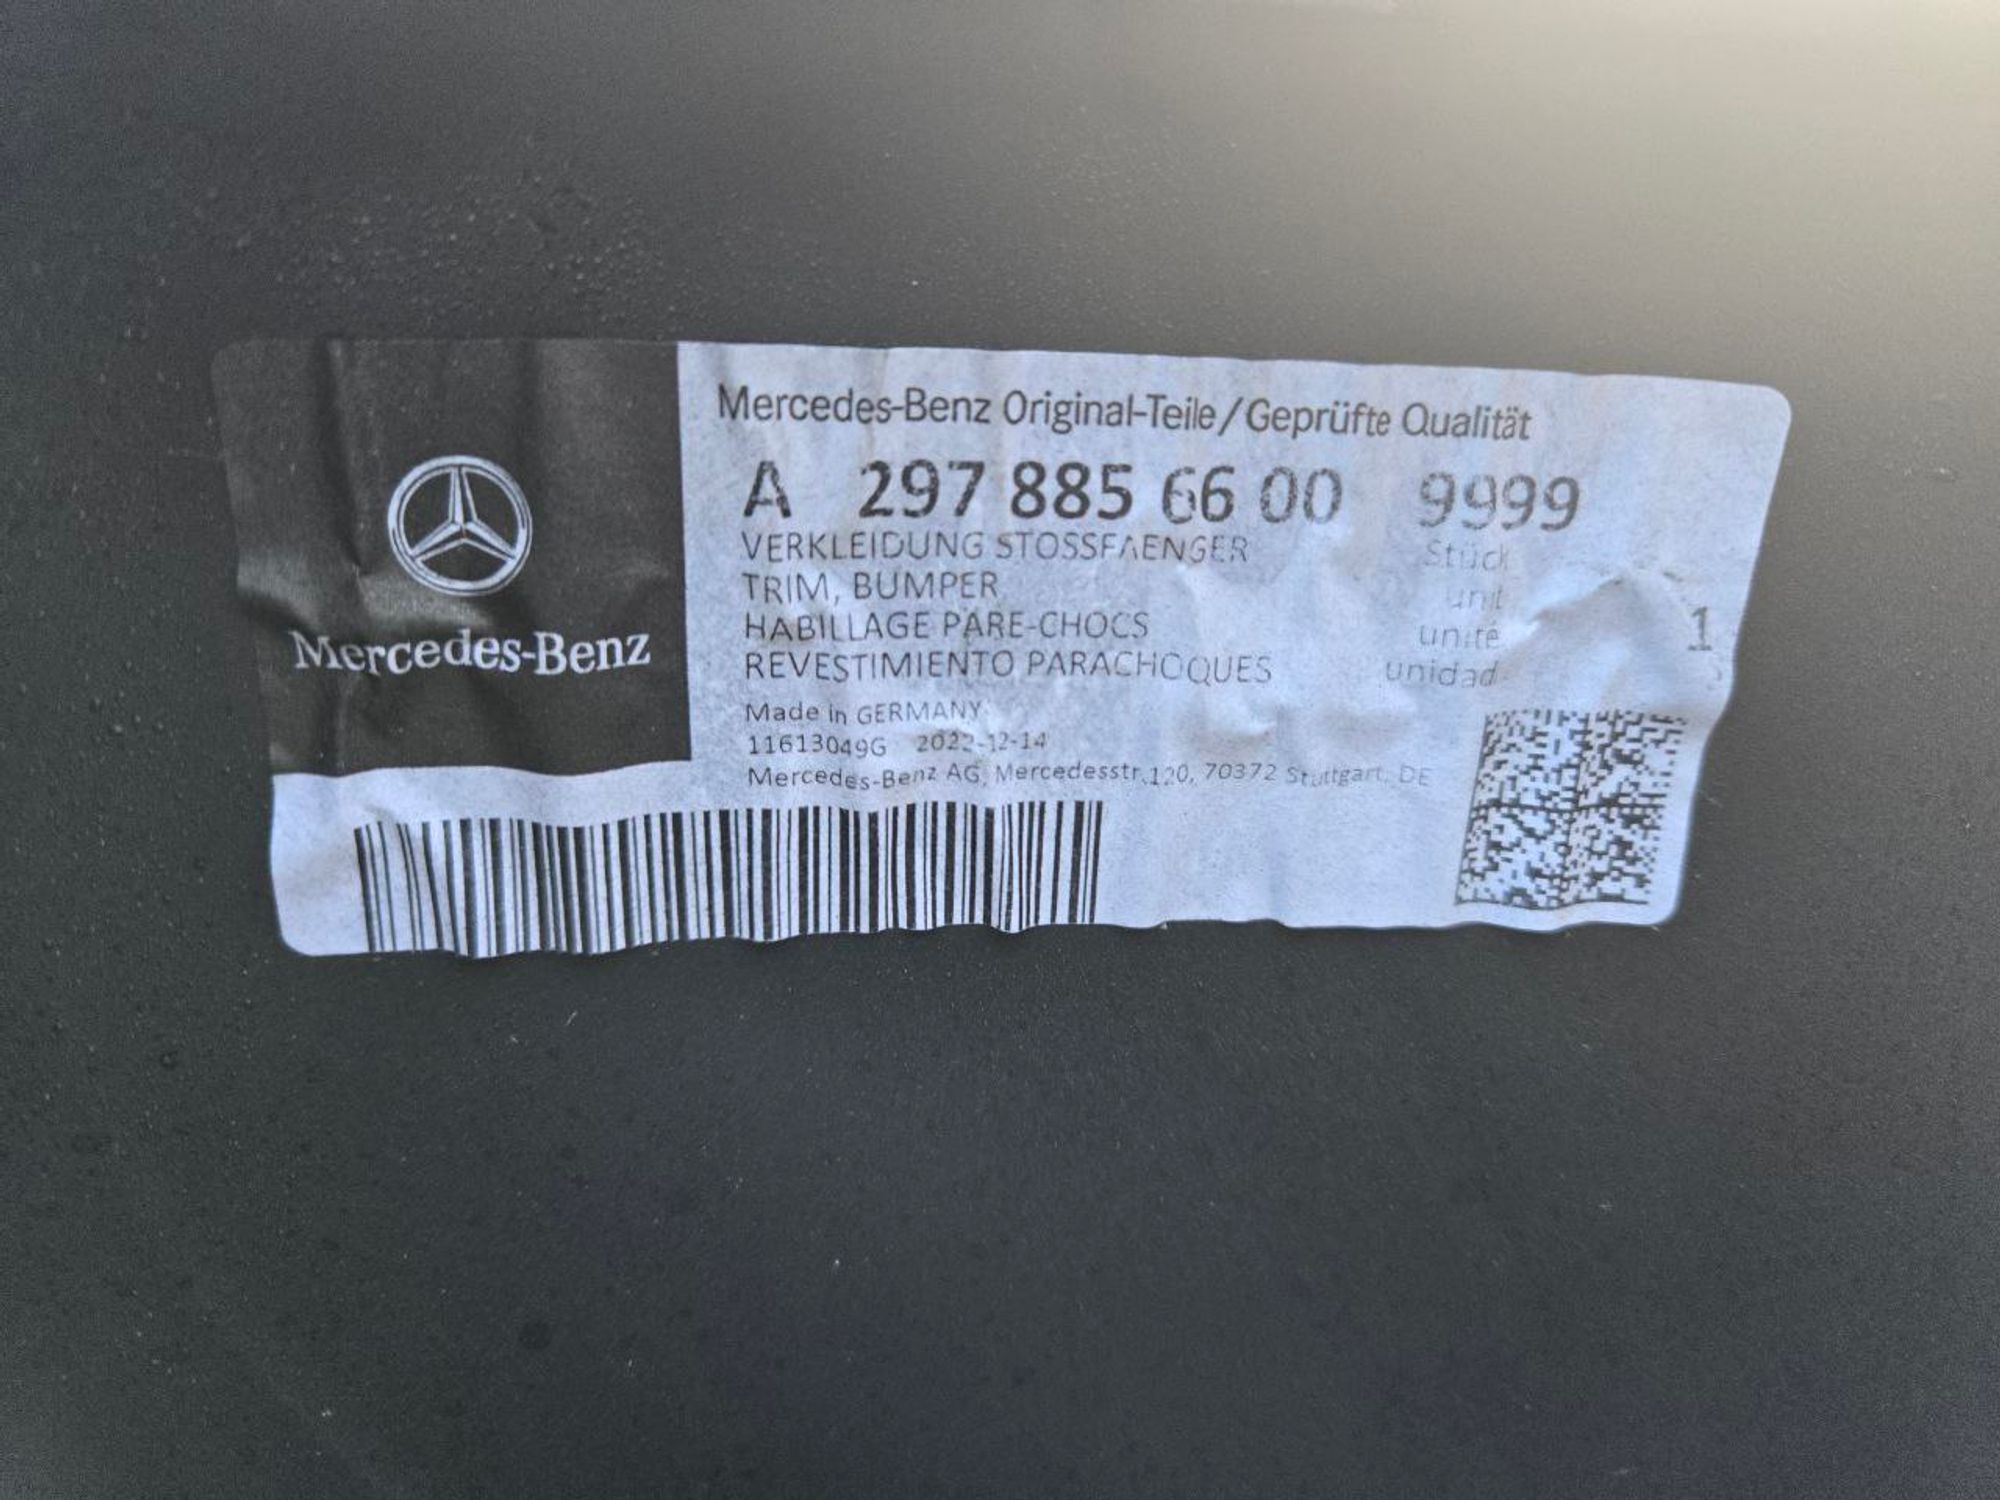 Mercedes-Benz
Mercedes-Benz Original-Teile/Geprüfte Qualität
A 297 885 66 00 9999
VERKLEIDUNG STOSSFAENGER Stück
TRIM, BUMPER unit
HABILLAGE PARE-CHOCS unité 1
REVESTIMIENTO PARACHOQUES unidad
Made in GERMANY
11613049G 2022-12-14
Mercedes-Benz AG, Mercedesstr.120, 70372 Stuttgart, DE